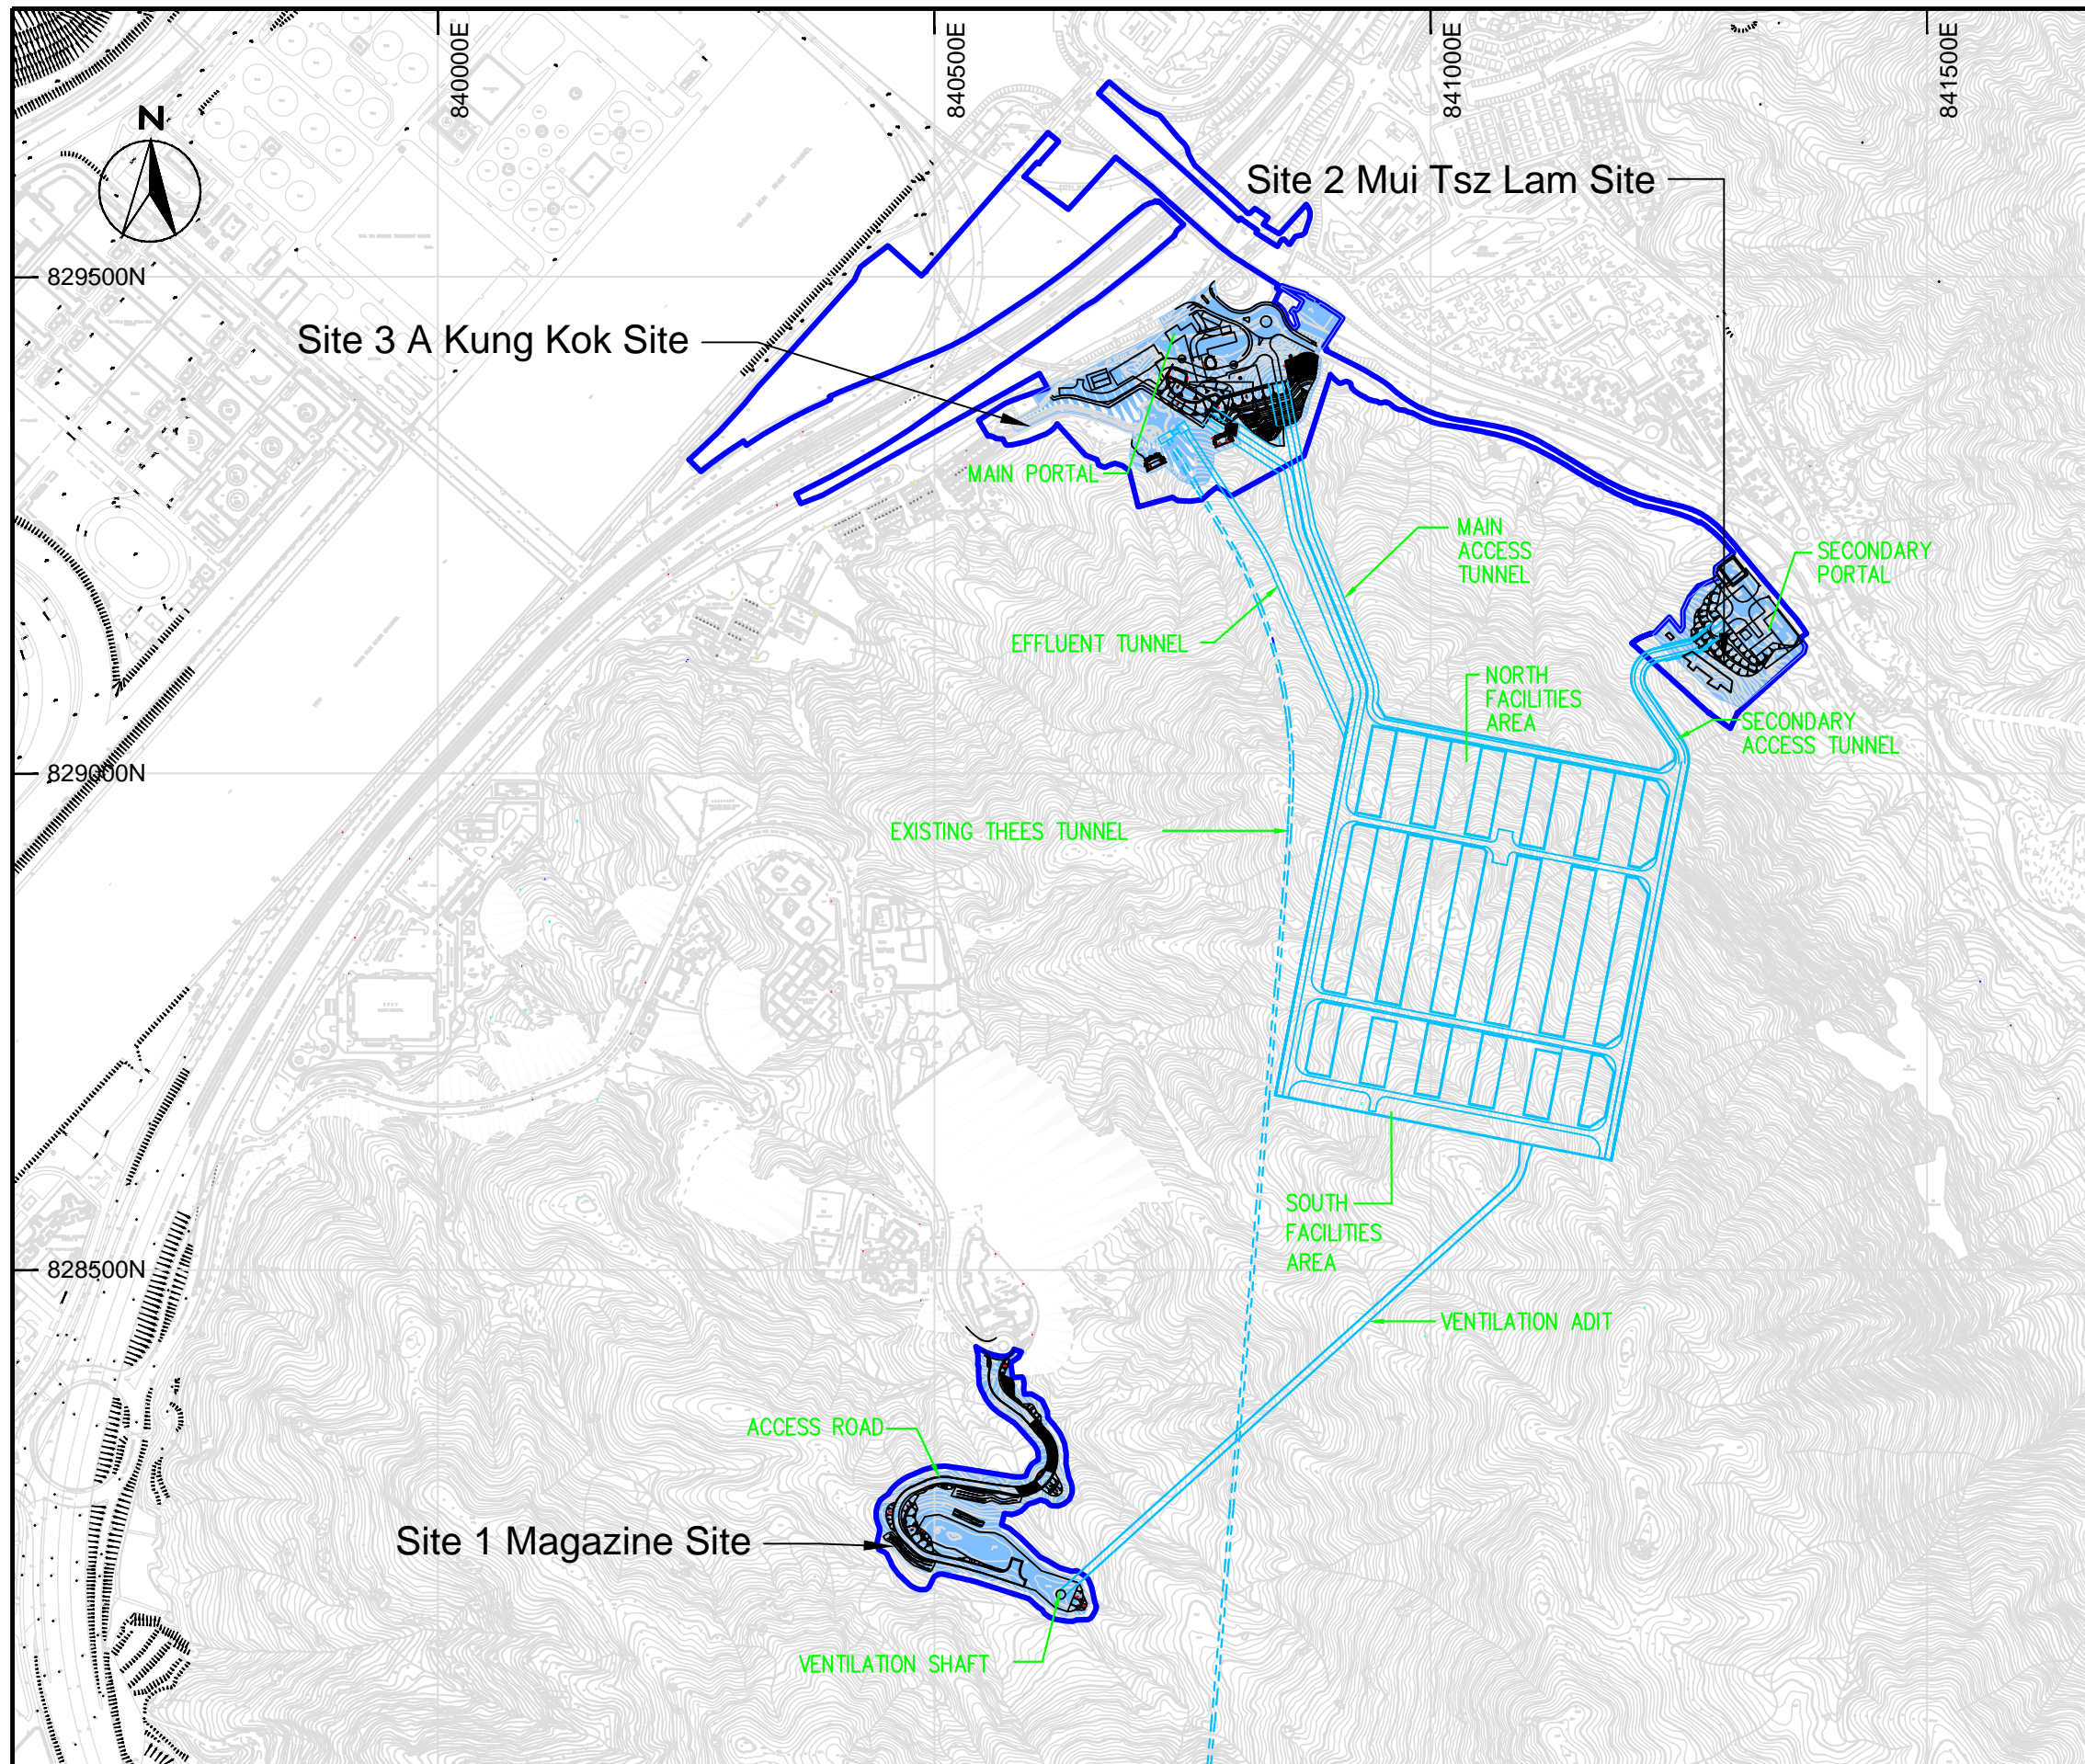 840000E
840500E
841000E
841500E
N
Site 2 Mui Tsz Lam Site
829500N
Site 3 A Kung Kok Site
MAIN PORTAL
MAIN
ACCESS
TUNNEL
SECONDARY
PORTAL
EFFLUENT TUNNEL
NORTH
FACILITIES
AREA
SECONDARY
ACCESS TUNNEL
829000N
EXISTING THEES TUNNEL
SOUTH
FACILITIES
AREA
828500N
VENTILATION ADIT
ACCESS ROAD
Site 1 Magazine Site
VENTILATION SHAFT